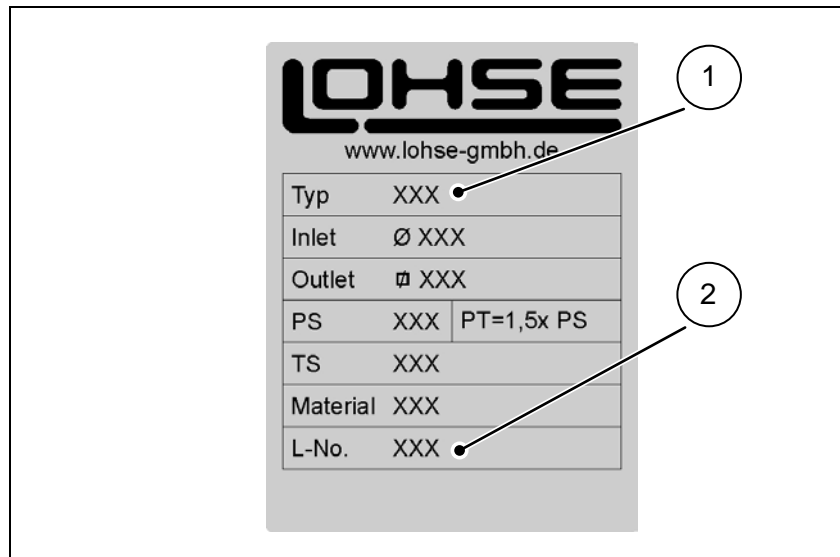 LOHSE
www.lohse-gmbh.de
Typ XXX
Inlet Ø XXX
Outlet XXX
PS XXX PT=1,5x PS
TS XXX
Material XXX
L-No. XXX
1
2